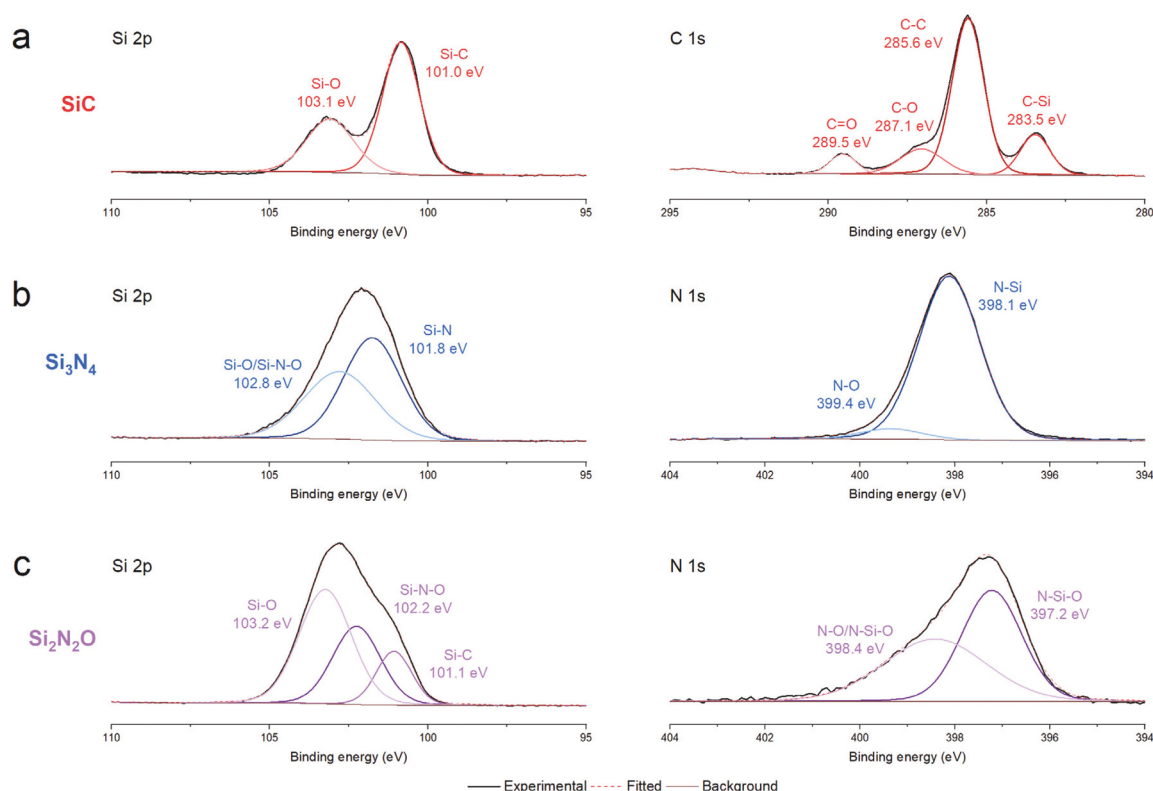 a
SiC
Si 2p
Si-O
103.1 eV
Si-C
101.0 eV
110
105
100
95
Binding energy (eV)
C 1s
C=O
289.5 eV
C-O
287.1 eV
C-C
285.6 eV
C-Si
283.5 eV
295
290
285
280
Binding energy (eV)
b
Si₃N₄
Si 2p
Si-O/Si-N-O
102.8 eV
Si-N
101.8 eV
110
105
100
95
Binding energy (eV)
N 1s
N-O
399.4 eV
N-Si
398.1 eV
404
402
400
398
396
394
Binding energy (eV)
c
Si₂N₂O
Si 2p
Si-O
103.2 eV
Si-N-O
102.2 eV
Si-C
101.1 eV
110
105
100
95
Binding energy (eV)
N 1s
N-O/N-Si-O
398.4 eV
N-Si-O
397.2 eV
404
402
400
398
396
394
Binding energy (eV)
Experimental
Fitted
Background